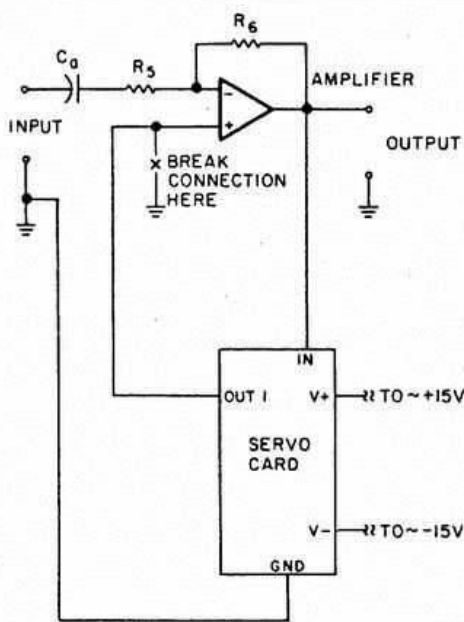 R6
Ca
R5
AMPLIFIER
-
+
INPUT
OUTPUT
× BREAK
CONNECTION
HERE
IN
OUT 1
V+
TO ~ +15V
SERVO
CARD
V-
TO ~ -15V
GND